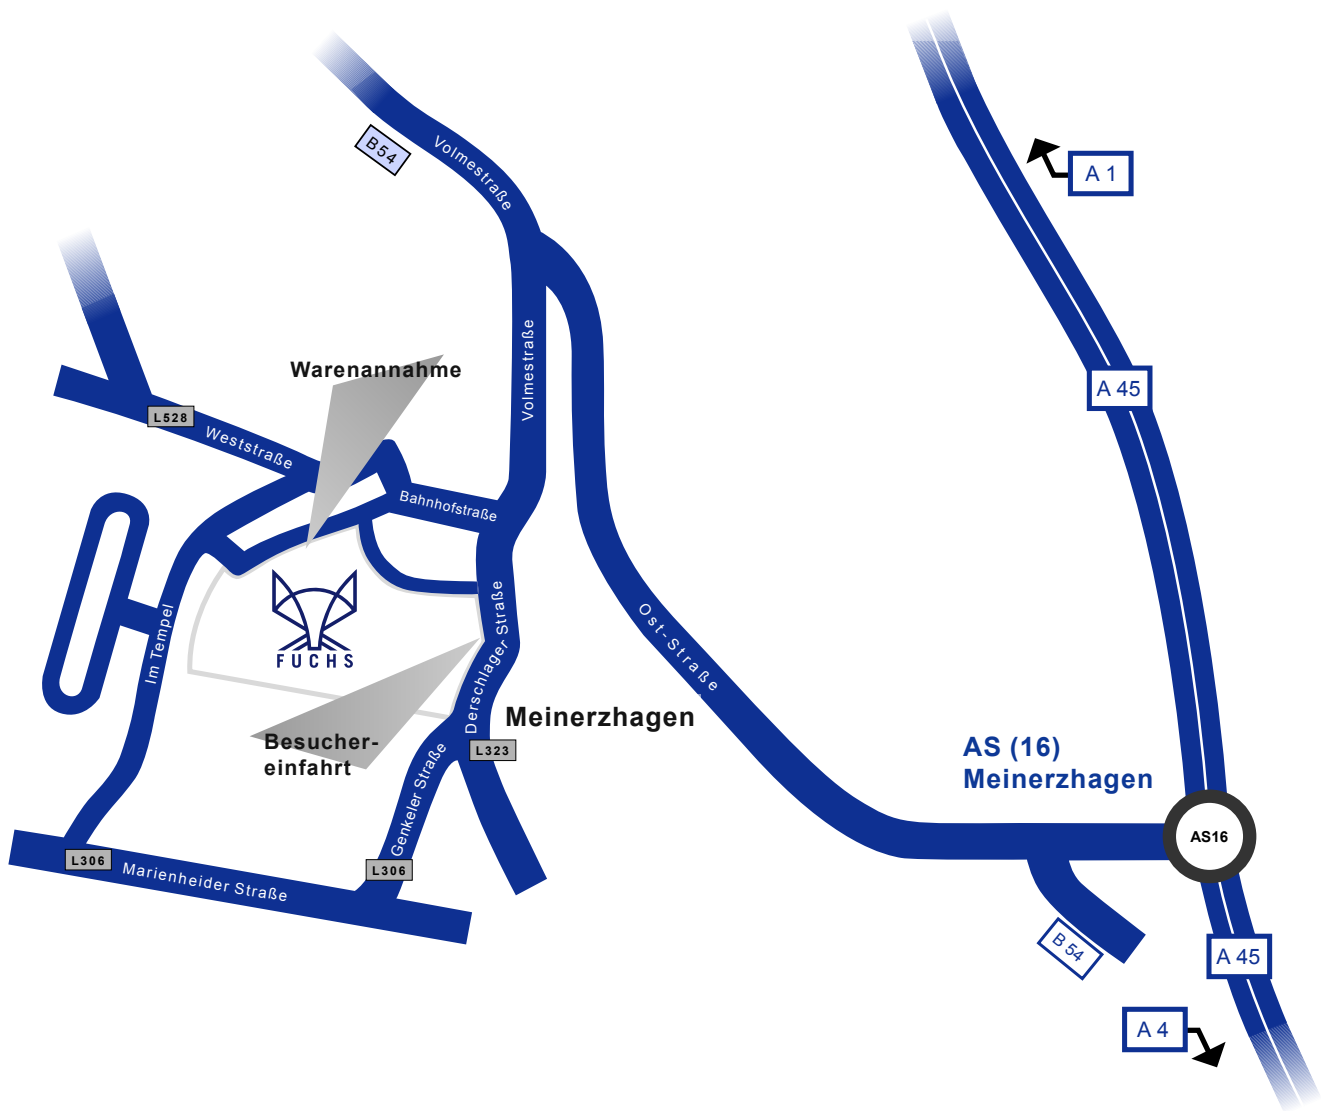 B54
Volmestraße
A 1
Volmestraße
Warenannahme
A 45
L528
Weststraße
Bahnhofstraße
Im Tempel
FUCHS
Derschlager Straße
Ost-Straße
Besucher-
einfahrt
Meinerzhagen
L323
AS (16)
Meinerzhagen
Genkeler Straße
AS16
L306
Marienheider Straße
L306
B 54
A 45
A 4